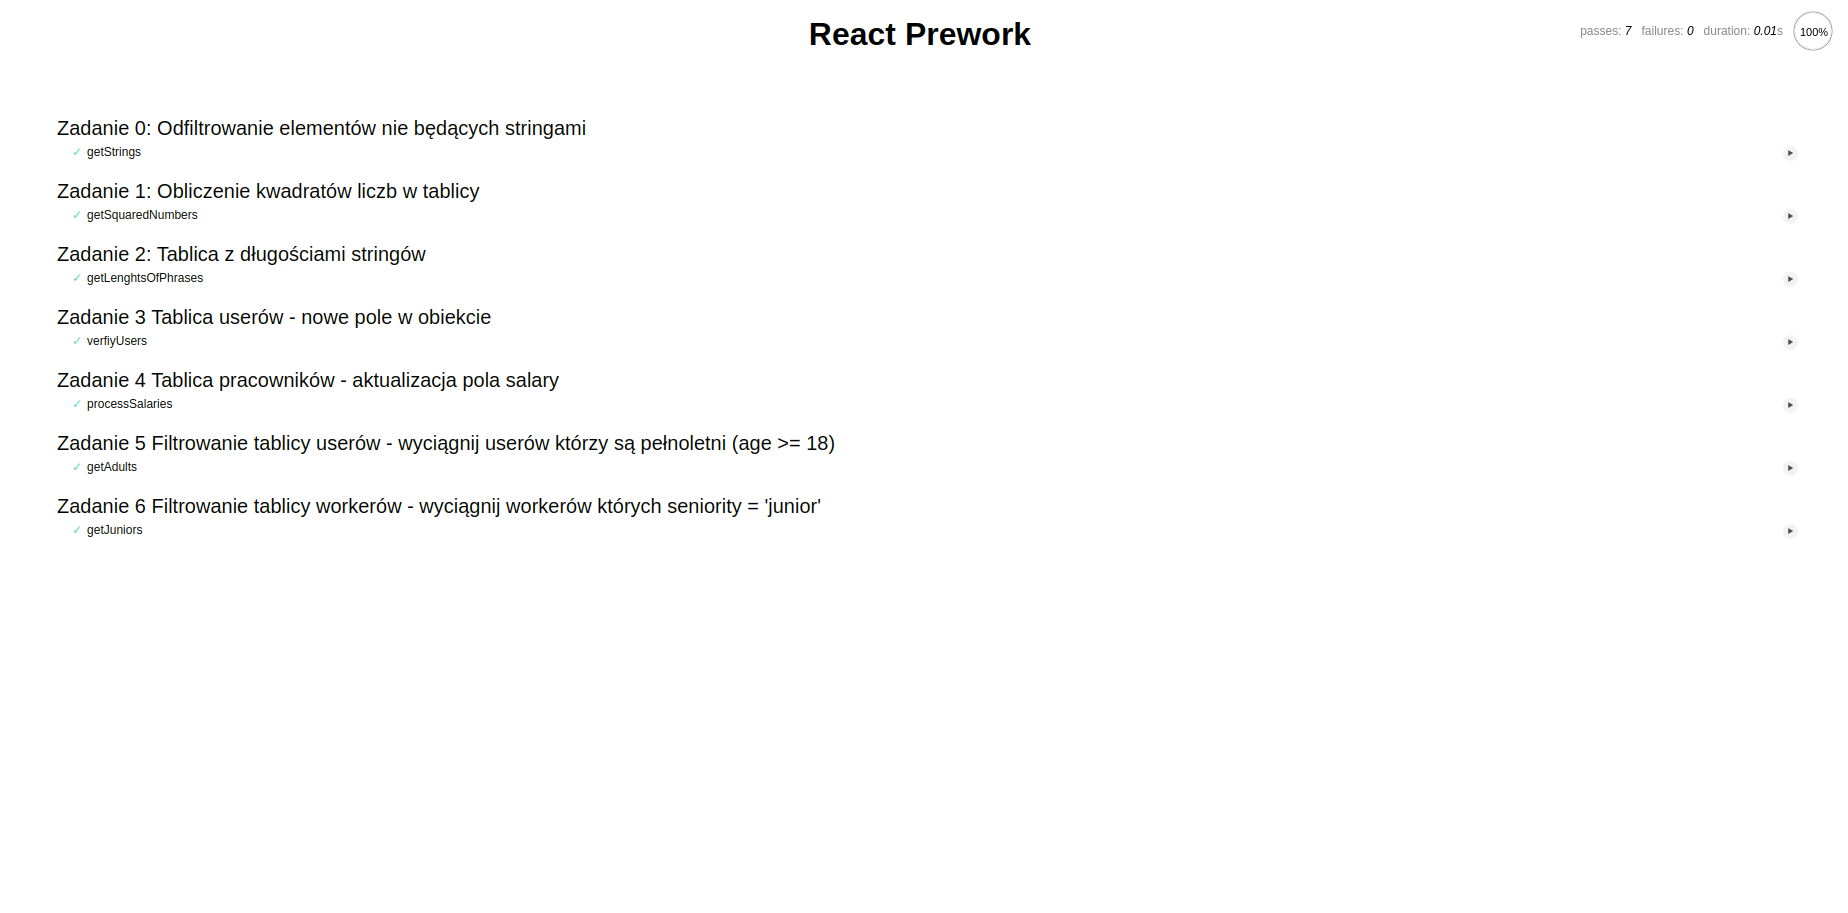 React Prework
passes: 7 failures: 0 duration: 0.01s 100%
Zadanie 0: Odfiltrowanie elementów nie będących stringami
✓ getStrings
Zadanie 1: Obliczenie kwadratów liczb w tablicy
✓ getSquaredNumbers
Zadanie 2: Tablica z długościami stringów
✓ getLenghtsOfPhrases
Zadanie 3 Tablica userów - nowe pole w obiekcie
✓ verfiyUsers
Zadanie 4 Tablica pracowników - aktualizacja pola salary
✓ processSalaries
Zadanie 5 Filtrowanie tablicy userów - wyciągnij userów którzy są pełnoletni (age >= 18)
✓ getAdults
Zadanie 6 Filtrowanie tablicy workerów - wyciągnij workerów których seniority = 'junior'
✓ getJuniors